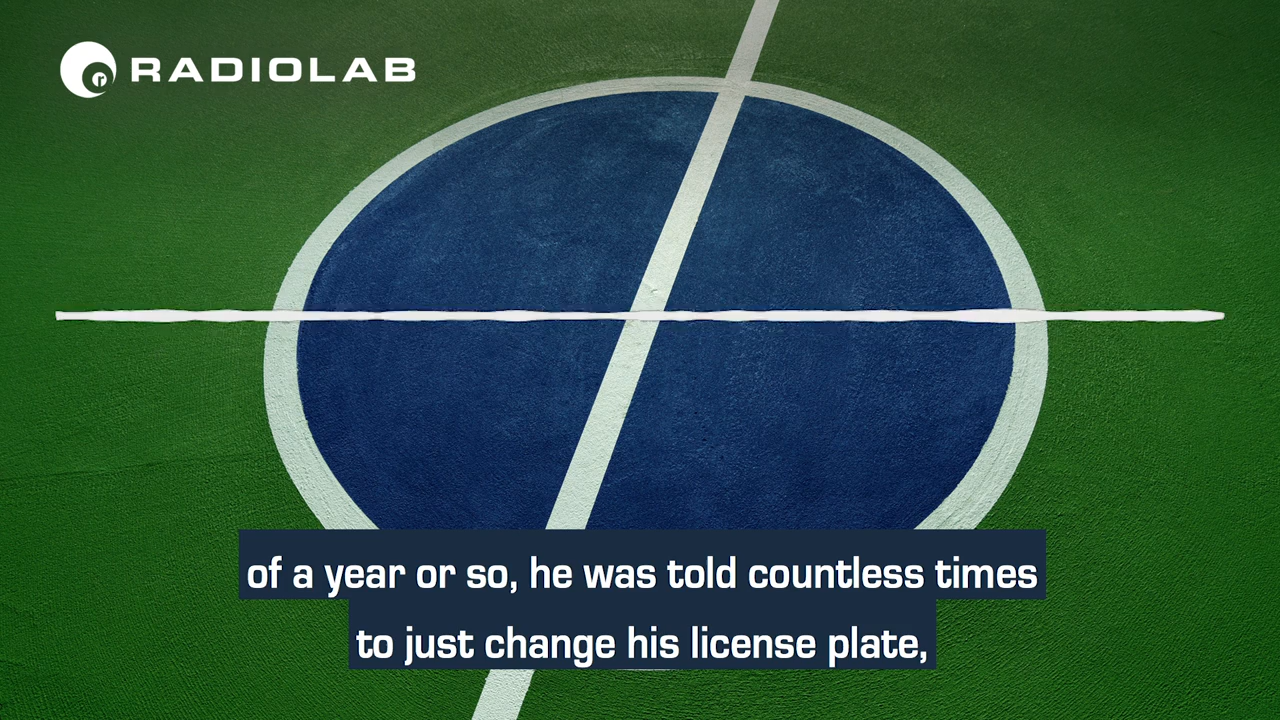 RADIOLAB
of a year or so, he was told countless times
to just change his license plate,